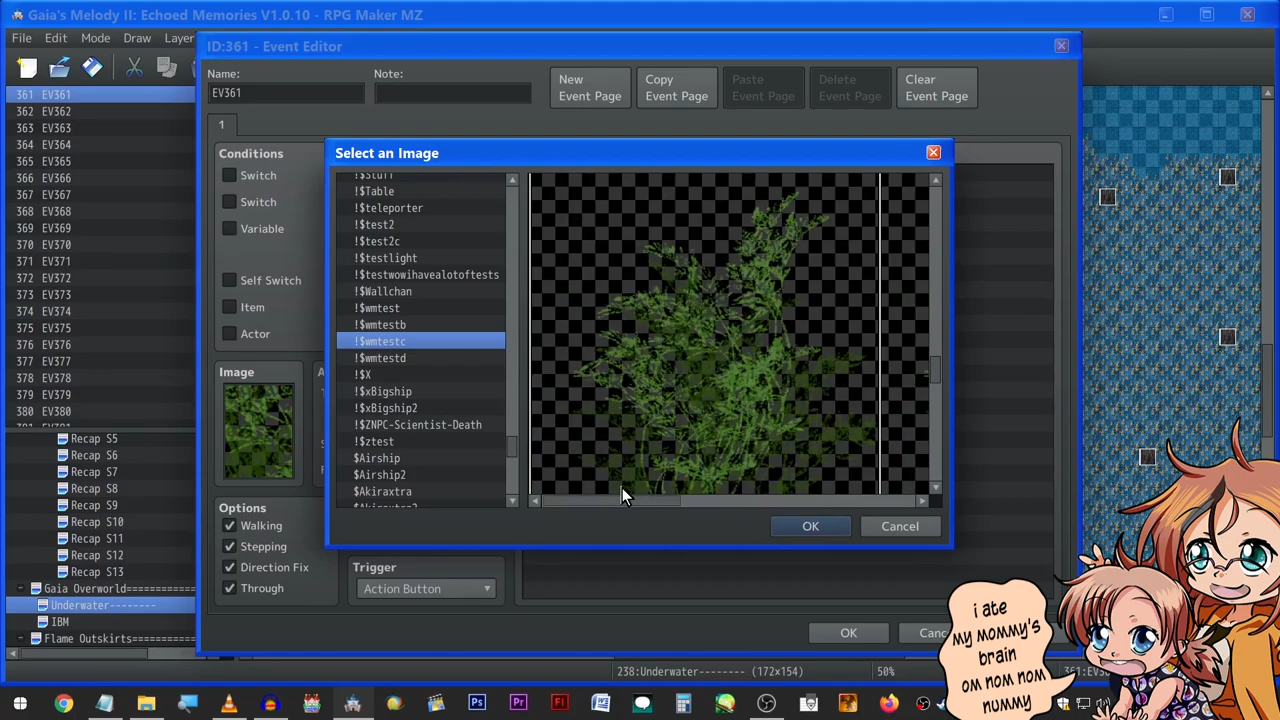 Gaia's Melody II: Echoed Memories V1.0.10 - RPG Maker MZ
File Edit Mode Draw Layer
ID:361 - Event Editor
Name:
EV361
Note:
New
Event Page
Copy
Event Page
Paste
Event Page
Delete
Event Page
Clear
Event Page
361 EV361
362 EV362
363 EV363
364 EV364
365 EV365
366 EV366
367 EV367
368 EV368
369 EV369
370 EV370
371 EV371
372 EV372
373 EV373
374 EV374
375 EV375
376 EV376
377 EV377
378 EV378
379 EV379
380 EV380
Recap S5
Recap S6
Recap S7
Recap S8
Recap S9
Recap S10
Recap S11
Recap S12
Recap S13
Gaia Overworld============
Underwater--------
IBM
Flame Outskirts===========
1
Conditions
Switch
Switch
Variable
Self Switch
Item
Actor
Image
Options
Walking
Stepping
Direction Fix
Through
Trigger
Action Button
Select an Image
!$Stuff
!$Table
!$teleporter
!$test2
!$test2c
!$testlight
!$testwowihavealotoftests
!$Wallchan
!$wmtest
!$wmtestb
!$wmtestc
!$wmtestd
!$X
!$xBigship
!$xBigship2
!$ZNPC-Scientist-Death
!$ztest
$Airship
$Airship2
$Akiraxtra
OK
Cancel
OK
238:Underwater-------- (172x154)
50%
i ate
my mommy's
brain
om nom nom
nummy
Ps
Pr
Fl